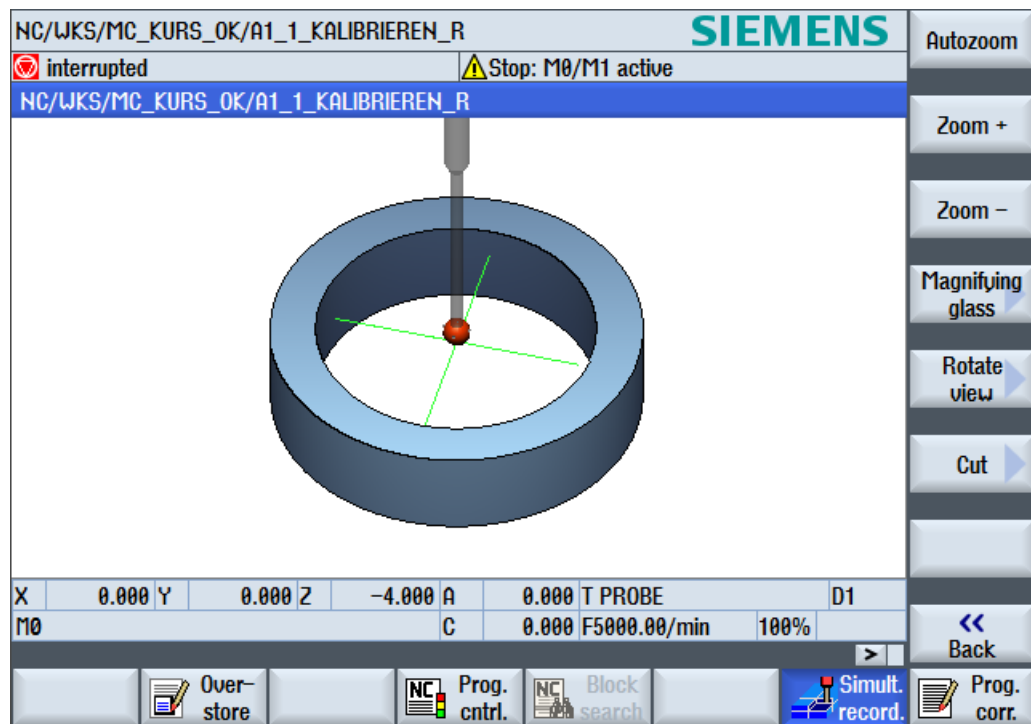 NC/WKS/MC_KURS_OK/A1_1_KALIBRIEREN_R
SIEMENS
interrupted
Stop: M0/M1 active
NC/WKS/MC_KURS_OK/A1_1_KALIBRIEREN_R
Autozoom
Zoom +
Zoom -
Magnifying
glass
Rotate
view
Cut
X 0.000 Y 0.000 Z -4.000 A 0.000 T PROBE D1
M0 C 0.000 F5000.00/min 100%
<<
Back
>
Over-
store
NC
Prog.
cntrl.
NC
Block
search
Simult.
record.
Prog.
corr.